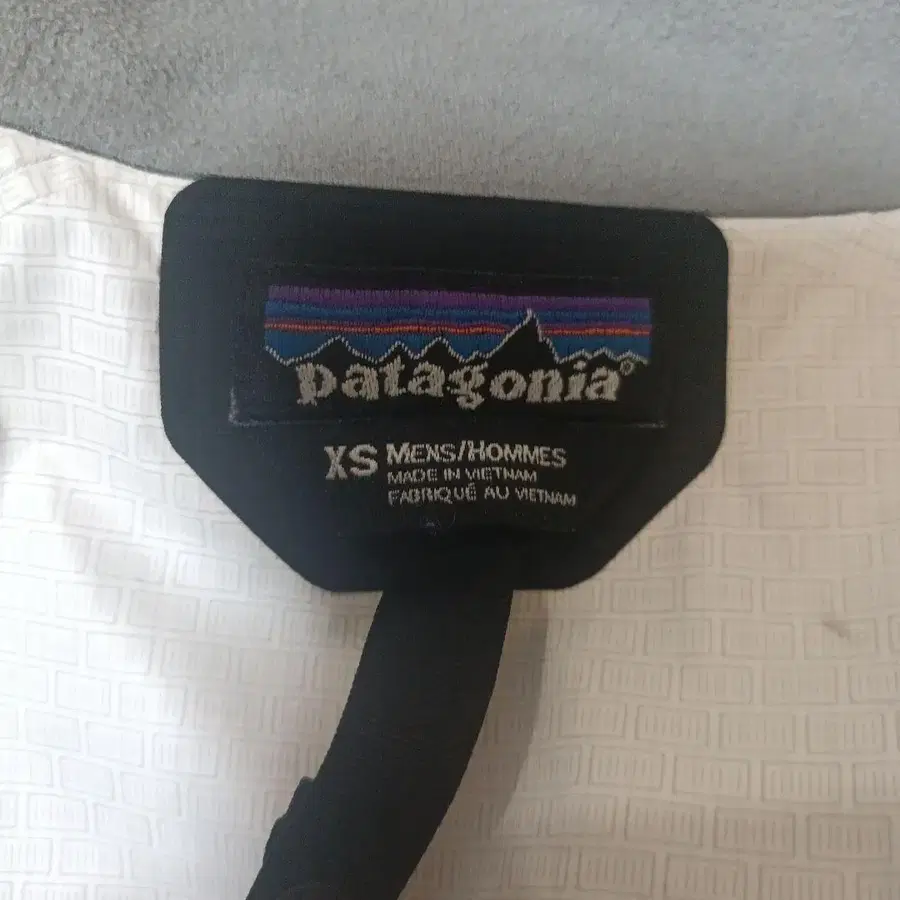 patagonia®
XS MENS/HOMMES
MADE IN VIETNAM
FABRIQUÉ AU VIETNAM